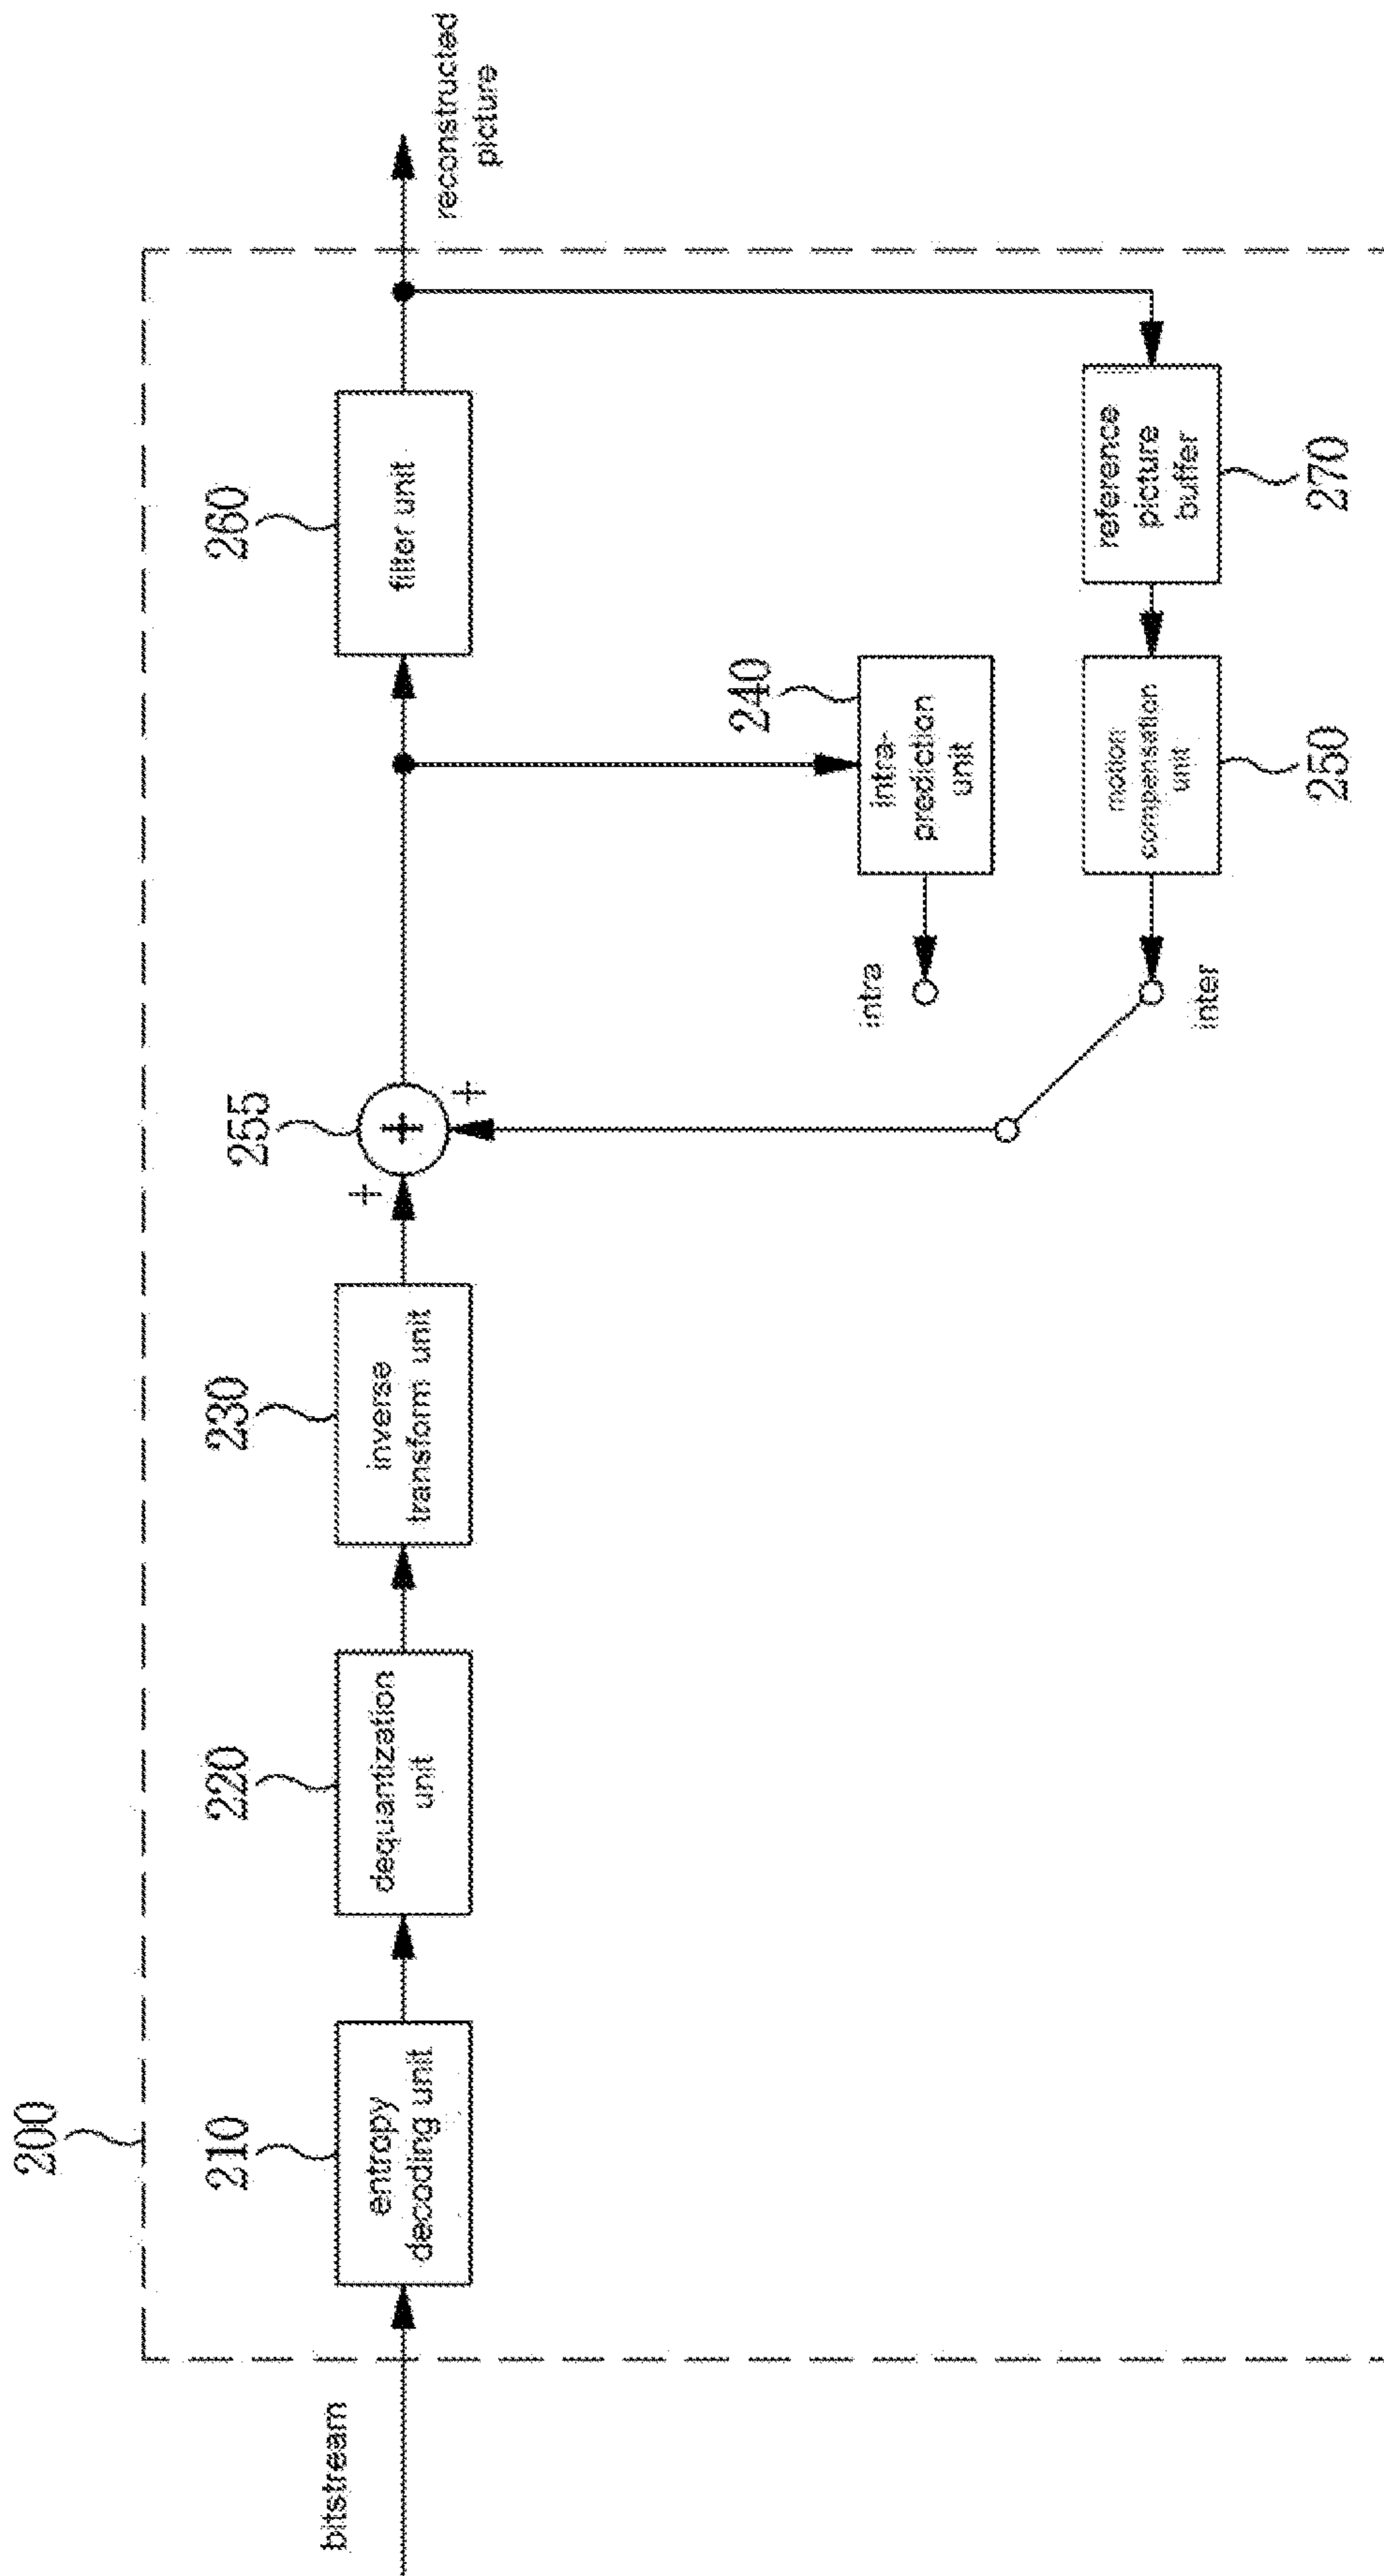 200
bitstream
210
entropy
decoding unit
220
dequantization
unit
230
inverse
transform unit
255
+
+
+
260
filter unit
reconstructed
picture
240
intra-
prediction
unit
intra
inter
motion
compensation
unit
250
reference
picture
buffer
270